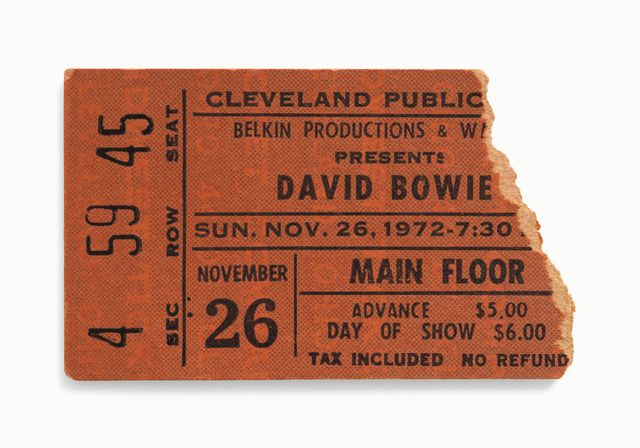 CLEVELAND PUBLIC
BELKIN PRODUCTIONS &
PRESENTS
DAVID BOWIE
SUN. NOV. 26, 1972-7:30
NOVEMBER
26
MAIN FLOOR
ADVANCE $5.00
DAY OF SHOW $6.00
TAX INCLUDED NO REFUND
SEC 4
ROW 59
SEAT 45